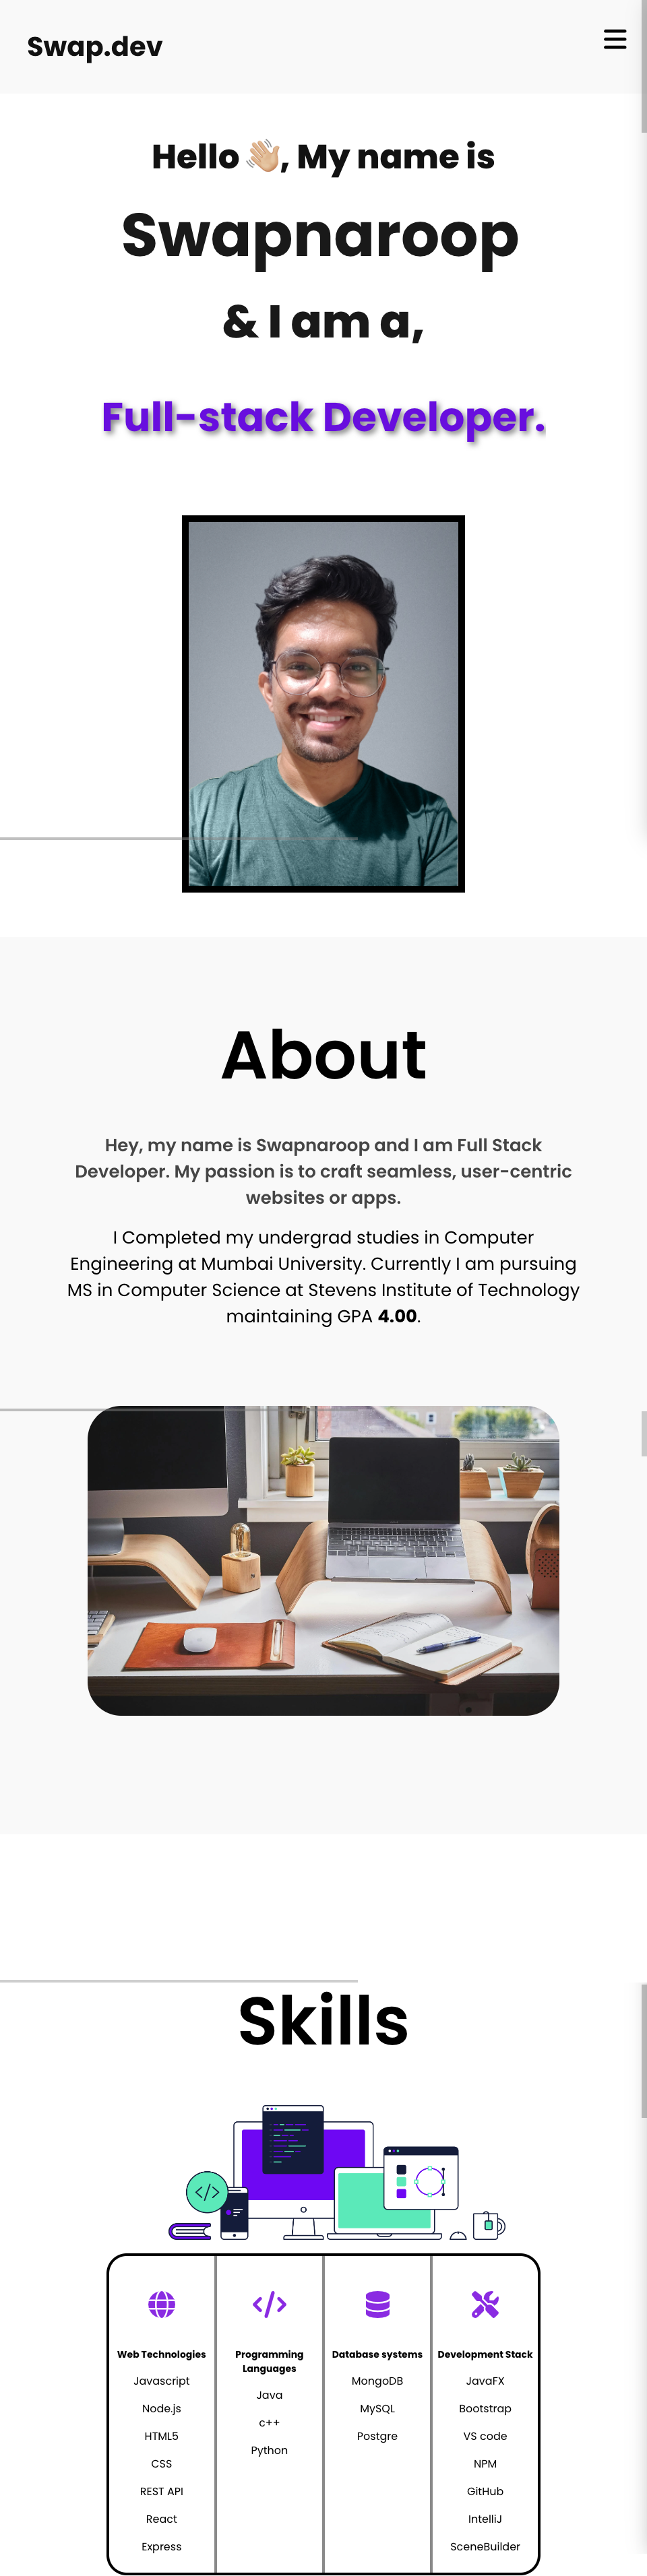 Swap.dev
Hello 👋🏼, My name is
Swapnaroop
& I am a,
Full-stack Developer.
About
Hey, my name is Swapnaroop and I am Full Stack
Developer. My passion is to craft seamless, user-centric
websites or apps.
I Completed my undergrad studies in Computer
Engineering at Mumbai University. Currently I am pursuing
MS in Computer Science at Stevens Institute of Technology
maintaining GPA 4.00.
Skills
</>
Web Technologies
Javascript
Node.js
HTML5
CSS
REST API
React
Express
</>
Programming
Languages
Java
c++
Python
Database systems
MongoDB
MySQL
Postgre
Development Stack
JavaFX
Bootstrap
VS code
NPM
GitHub
IntelliJ
SceneBuilder